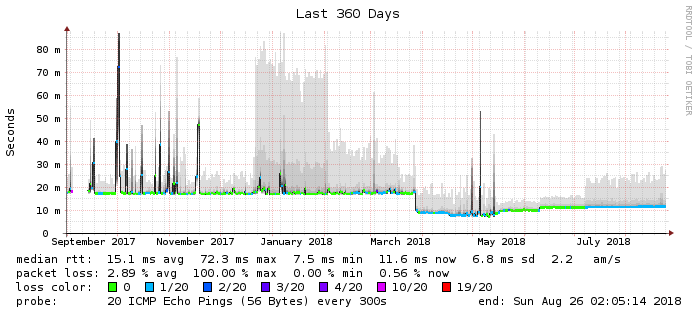 Last 360 Days
RRDTOOL / TOBI OETIKER
Seconds
80 m
70 m
60 m
50 m
40 m
30 m
20 m
10 m
0
September 2017 November 2017 January 2018 March 2018 May 2018 July 2018
median rtt: 15.1 ms avg 72.3 ms max 7.5 ms min 11.6 ms now 6.8 ms sd 2.2 am/s
packet loss: 2.89 % avg 100.00 % max 0.00 % min 0.56 % now
loss color: 0 1/20 2/20 3/20 4/20 10/20 19/20
probe: 20 ICMP Echo Pings (56 Bytes) every 300s end: Sun Aug 26 02:05:14 2018